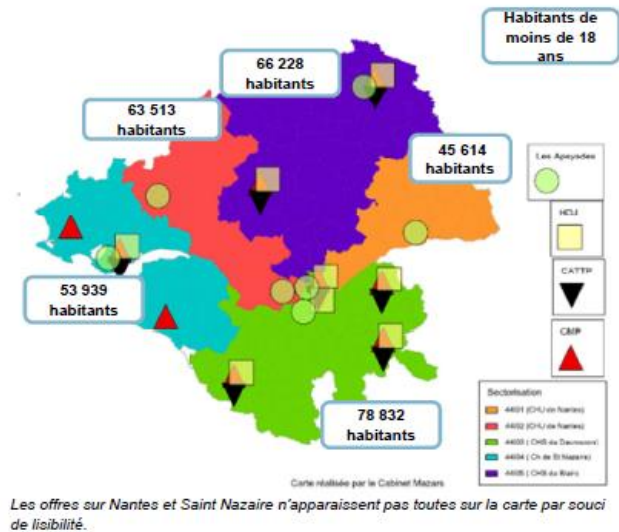 Habitants de
moins de 18
ans
66 228
habitants
63 513
habitants
45 614
habitants
Les Apsyades
HDJ
CATTP
CMP
53 939
habitants
78 832
habitants
Sectorisation
44I01 (CHU de Nantes)
44I02 (CHU de Nantes)
44I03 (CHS de Daumezon)
44I04 (Ch de St Nazaire)
44I05 (CHS de Blain)
Carte réalisée par le Cabinet Mazars
Les offres sur Nantes et Saint Nazaire n'apparaissent pas toutes sur la carte par souci
de lisibilité.